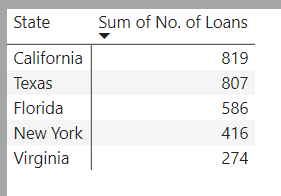 State Sum of No. of Loans
California 819
Texas 807
Florida 586
New York 416
Virginia 274